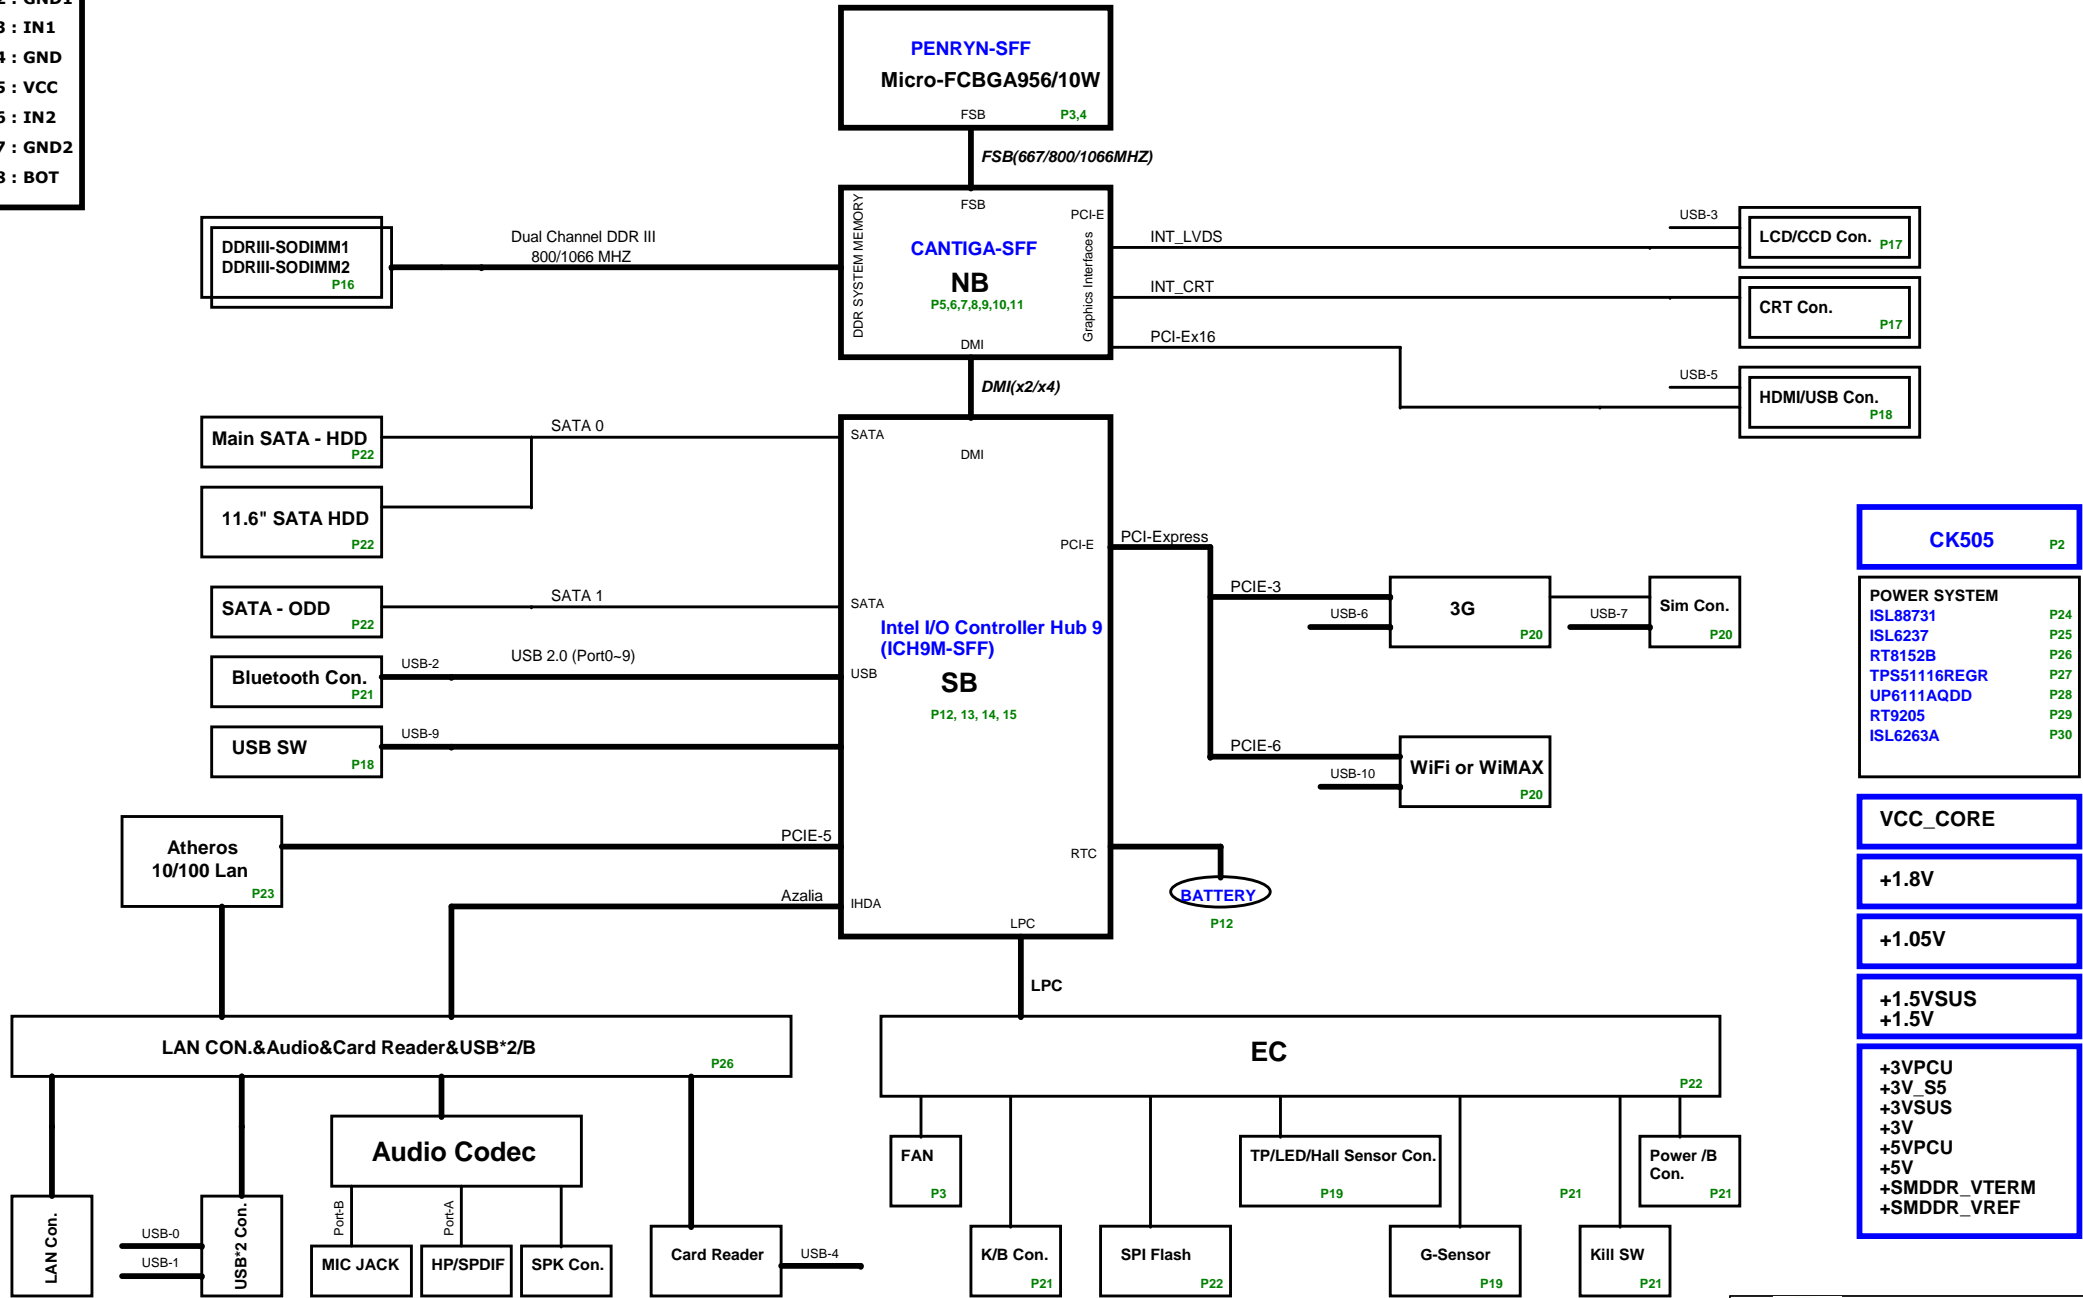 : GND1
3 : IN1
4 : GND
5 : VCC
6 : IN2
7 : GND2
8 : BOT
PENRYN-SFF
Micro-FCBGA956/10W
FSB
P3,4
FSB(667/800/1066MHZ)
DDRIII-SODIMM1
DDRIII-SODIMM2
P16
Dual Channel DDR III
800/1066 MHZ
DDR SYSTEM MEMORY
FSB
PCI-E
CANTIGA-SFF
NB
P5,6,7,8,9,10,11
Graphics Interfaces
DMI
INT_LVDS
INT_CRT
PCI-Ex16
USB-3
LCD/CCD Con.
P17
CRT Con.
P17
USB-5
HDMI/USB Con.
P18
DMI(x2/x4)
Main SATA - HDD
P22
SATA 0
11.6" SATA HDD
P22
SATA - ODD
P22
SATA 1
Bluetooth Con.
P21
USB-2
USB 2.0 (Port0~9)
USB SW
P18
USB-9
SATA
DMI
PCI-E
SATA
Intel I/O Controller Hub 9
(ICH9M-SFF)
USB
SB
P12, 13, 14, 15
RTC
IHDA
LPC
PCI-Express
PCIE-3
USB-6
3G
P20
USB-7
Sim Con.
P20
PCIE-6
USB-10
WiFi or WiMAX
P20
BATTERY
P12
Atheros
10/100 Lan
P23
PCIE-5
Azalia
LPC
CK505
P2
POWER SYSTEM
ISL88731 P24
ISL6237 P25
RT8152B P26
TPS51116REGR P27
UP6111AQDD P28
RT9205 P29
ISL6263A P30
VCC_CORE
+1.8V
+1.05V
+1.5VSUS
+1.5V
+3VPCU
+3V_S5
+3VSUS
+3V
+5VPCU
+5V
+SMDDR_VTERM
+SMDDR_VREF
LAN CON.&Audio&Card Reader&USB*2/B
P26
EC
P22
Audio Codec
LAN Con.
USB-0
USB-1
USB*2 Con.
Port-B
Port-A
MIC JACK
HP/SPDIF
SPK Con.
Card Reader
USB-4
FAN
P3
K/B Con.
P21
SPI Flash
P22
TP/LED/Hall Sensor Con.
P19
G-Sensor
P19
P21
Kill SW
P21
Power /B
Con.
P21